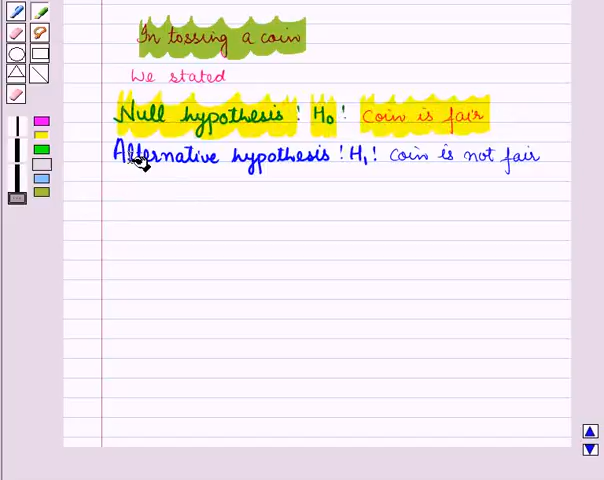 In tossing a coin
We stated
Null hypothesis : H0 : Coin is fair
Alternative hypothesis : H1 : Coin is not fair